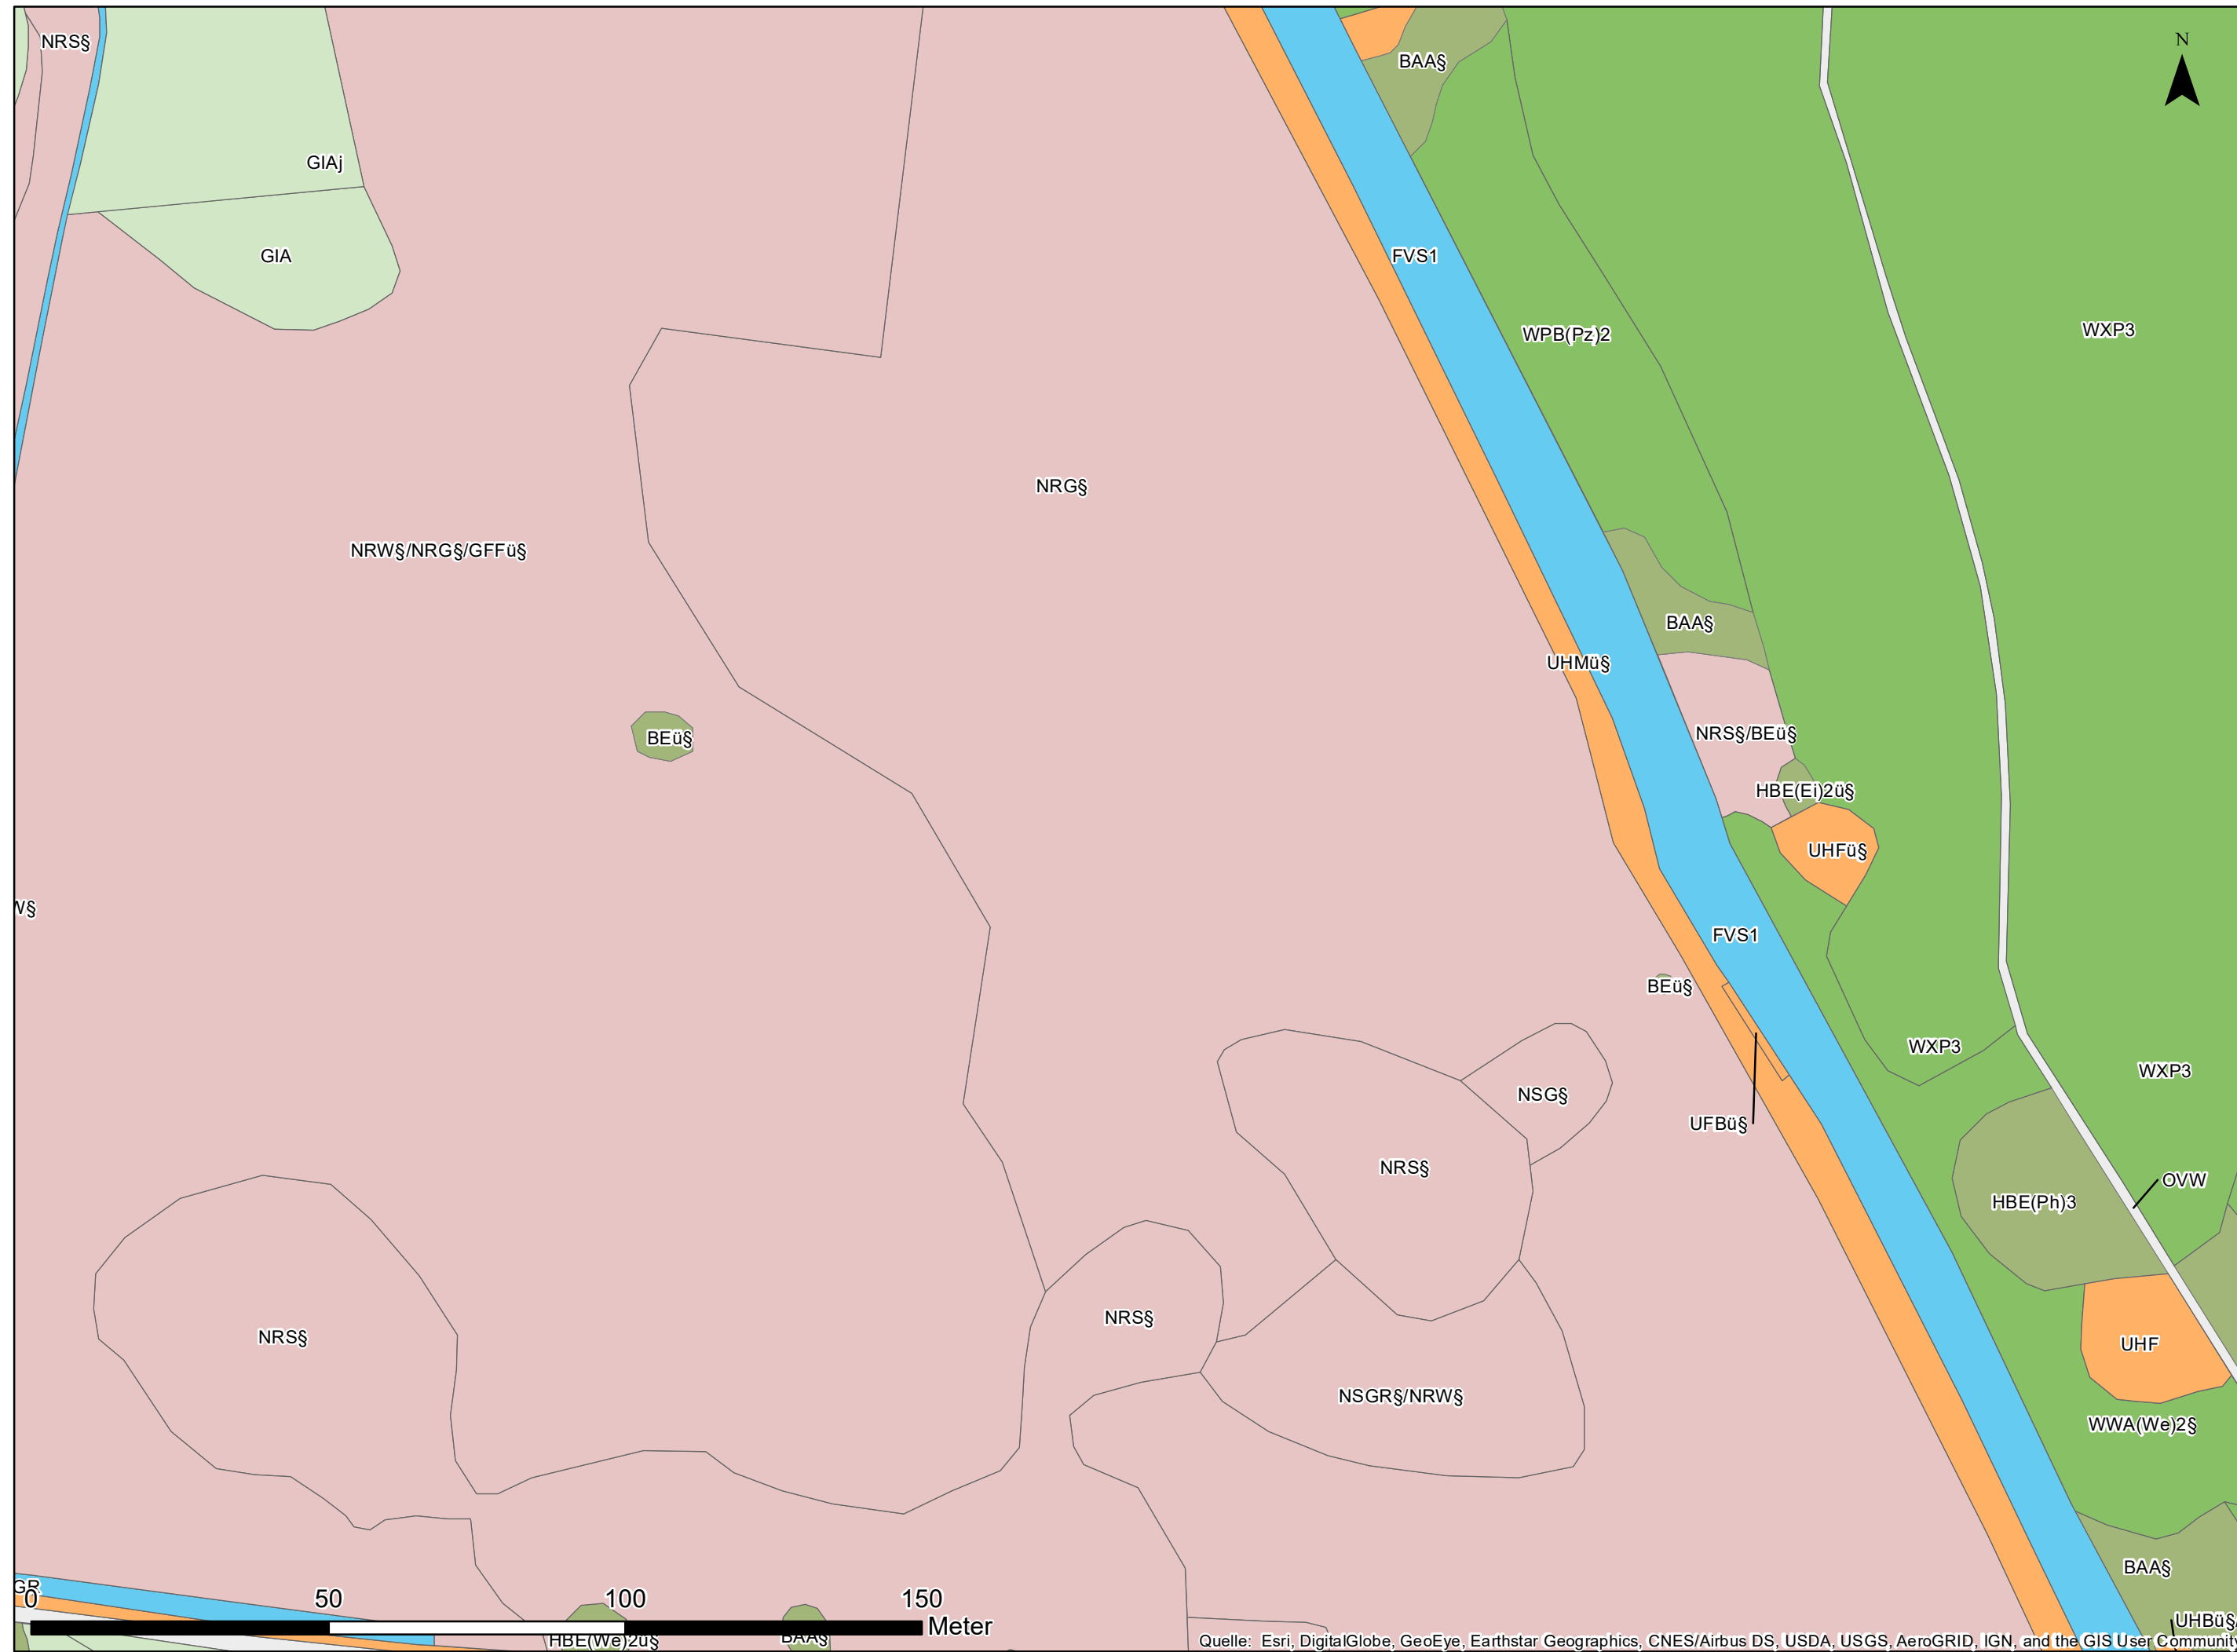 NRS§
N
BAA§
GIAj
GIA
FVS1
WXP3
WPB(Pz)2
NRG§
NRW§/NRG§/GFFü§
BAA§
UHMü§
NRS§/BEü§
BEü§
HBE(Ei)2ü§
UHFü§
FVS1
BEü§
WXP3
WXP3
NSG§
UFBü§
NRS§
OVW
HBE(Ph)3
NRS§
NRS§
UHF
NSGR§/NRW§
WWA(We)2§
BAA§
GR
0 50 100 150
Meter
UHBü§
HBE(We)2ü§
BAA§
Quelle: Esri, DigitalGlobe, GeoEye, Earthstar Geographics, CNES/Airbus DS, USDA, USGS, AeroGRID, IGN, and the GIS User